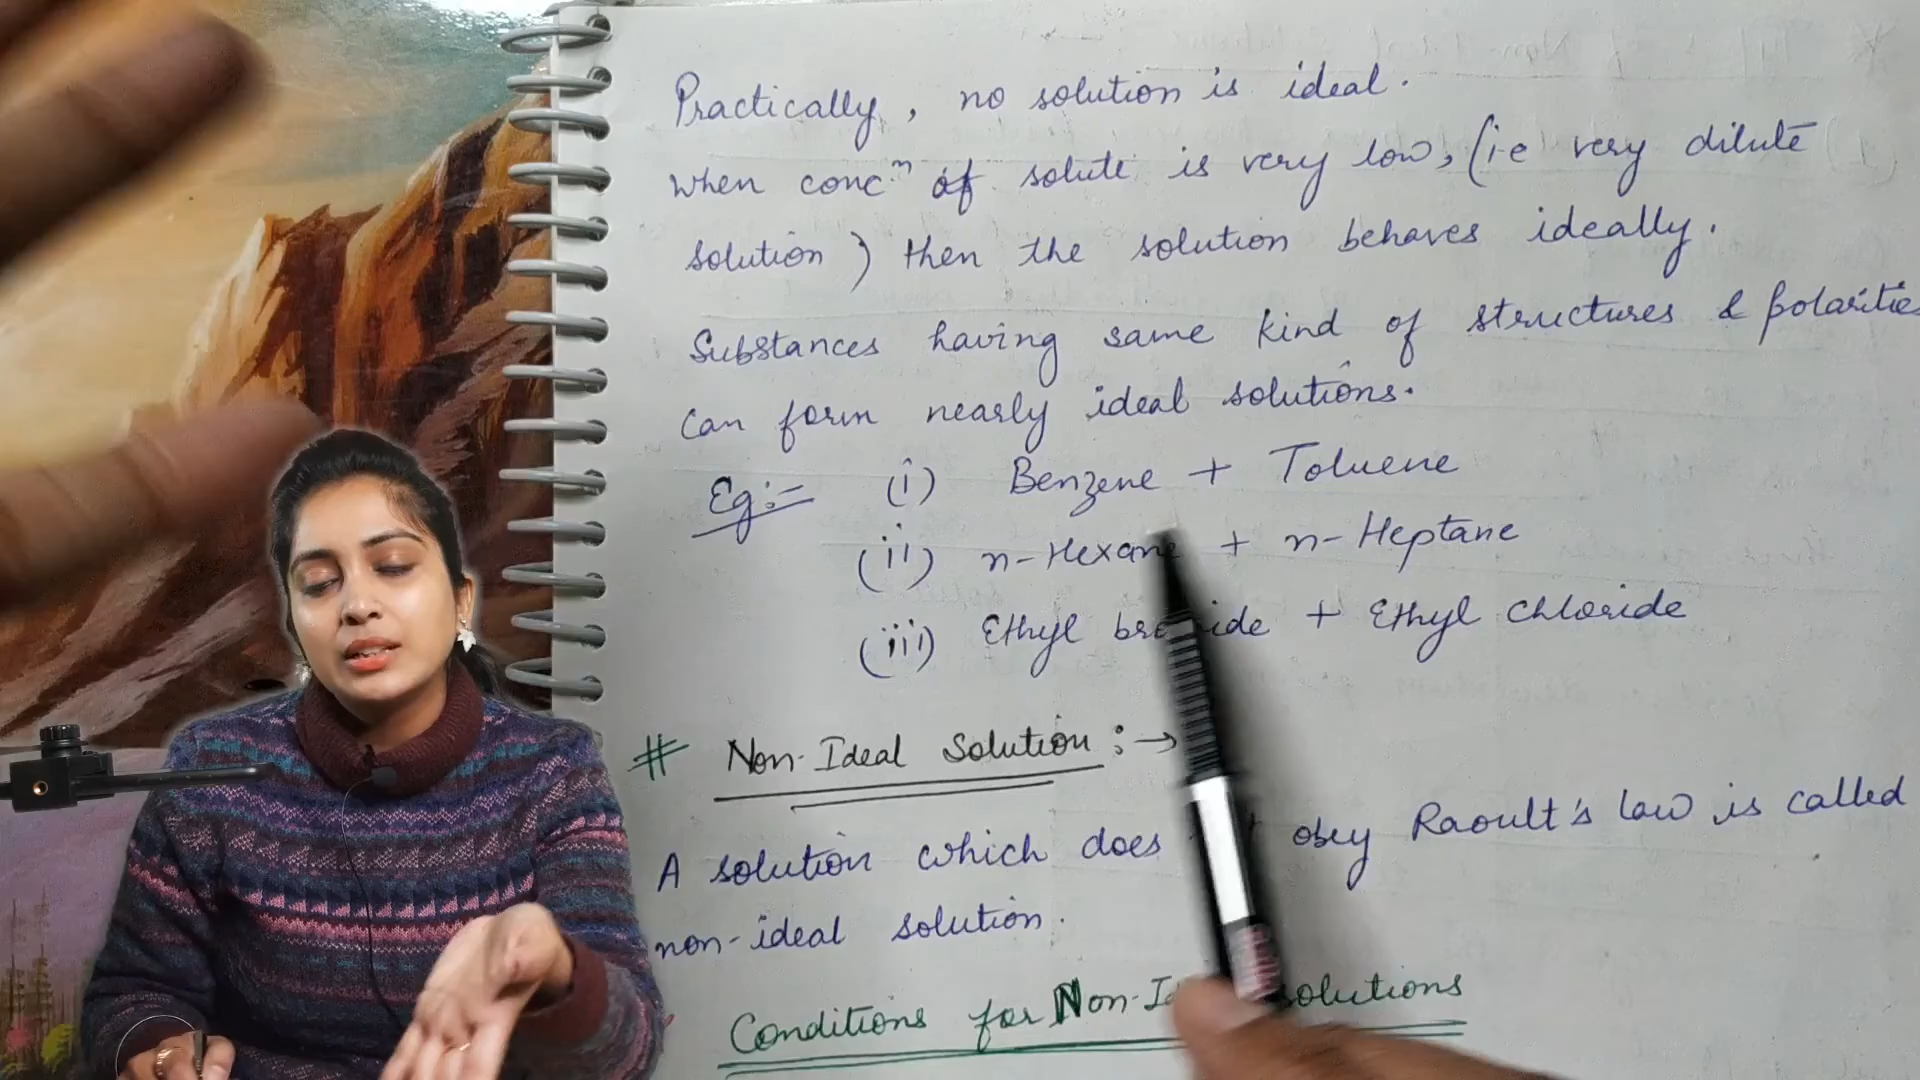 Practically, no solution is ideal.
when concⁿ of solute is very low, (ie very dilute
solution) then the solution behaves ideally.
Substances having same kind of structures & polaritie
can form nearly ideal solutions.
Eg:= (i) Benzene + Toluene
(ii) n-Hexane + n-Heptane
(iii) Ethyl + Ethyl chloride
# Non-Ideal Solution :→
A solution which does obey Raoult's law is called
non-ideal solution.
Conditions for Non- solutions